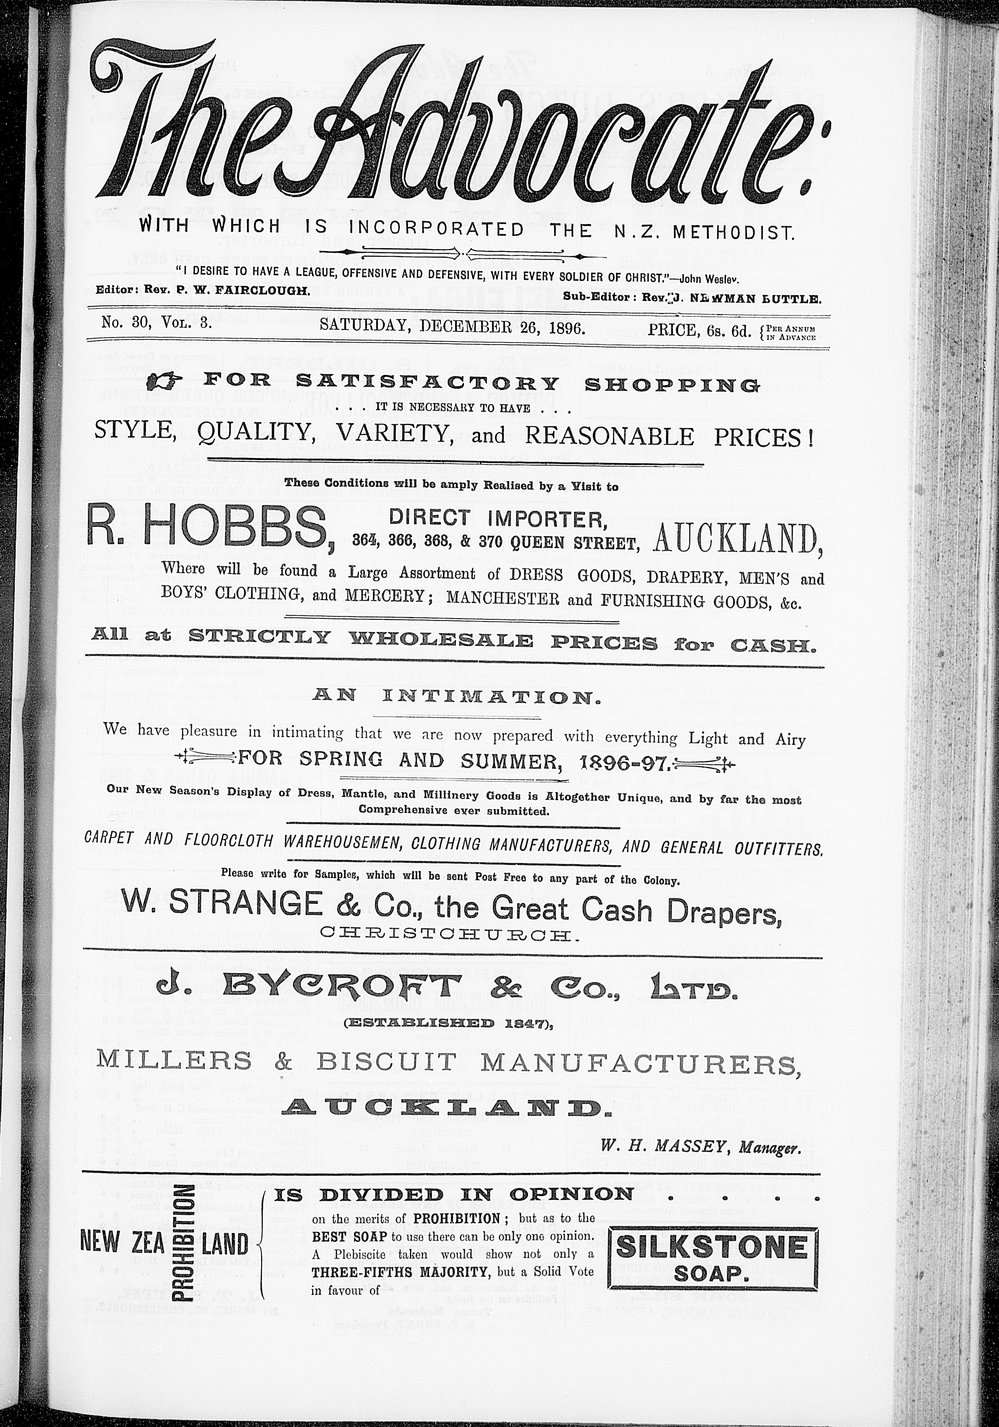 The Advocate:
WITH WHICH IS INCORPORATED THE N.Z. METHODIST.
"I DESIRE TO HAVE A LEAGUE, OFFENSIVE AND DEFENSIVE, WITH EVERY SOLDIER OF CHRIST."—John Wesley.
Editor: Rev. P. W. FAIRCLOUGH.
Sub-Editor: Rev. J. NEWMAN BUTTLE.
No. 30, VOL. 3. SATURDAY, DECEMBER 26, 1896. PRICE, 6s. 6d. { PER ANNUM
IN ADVANCE
FOR SATISFACTORY SHOPPING
. . . IT IS NECESSARY TO HAVE . . .
STYLE, QUALITY, VARIETY, and REASONABLE PRICES!
These Conditions will be amply Realised by a Visit to
R. HOBBS, DIRECT IMPORTER,
364, 366, 368, & 370 QUEEN STREET, AUCKLAND,
Where will be found a Large Assortment of DRESS GOODS, DRAPERY, MEN'S and
BOYS' CLOTHING, and MERCERY; MANCHESTER and FURNISHING GOODS, &c.
All at STRICTLY WHOLESALE PRICES for CASH.
AN INTIMATION.
We have pleasure in intimating that we are now prepared with everything Light and Airy
FOR SPRING AND SUMMER, 1896-97.
Our New Season's Display of Dress, Mantle, and Millinery Goods is Altogether Unique, and by far the most
Comprehensive ever submitted.
CARPET AND FLOORCLOTH WAREHOUSEMEN, CLOTHING MANUFACTURERS, AND GENERAL OUTFITTERS.
Please write for Samples, which will be sent Post Free to any part of the Colony.
W. STRANGE & Co., the Great Cash Drapers,
CHRISTCHURCH.
J. BYCROFT & Co., LTD.
(ESTABLISHED 1847),
MILLERS & BISCUIT MANUFACTURERS,
AUCKLAND.
W. H. MASSEY, Manager.
NEW ZEA LAND
PROHIBITION
IS DIVIDED IN OPINION . . . .
on the merits of PROHIBITION; but as to the
BEST SOAP to use there can be only one opinion.
A Plebiscite taken would show not only a
THREE-FIFTHS MAJORITY, but a Solid Vote
in favour of
SILKSTONE
SOAP.